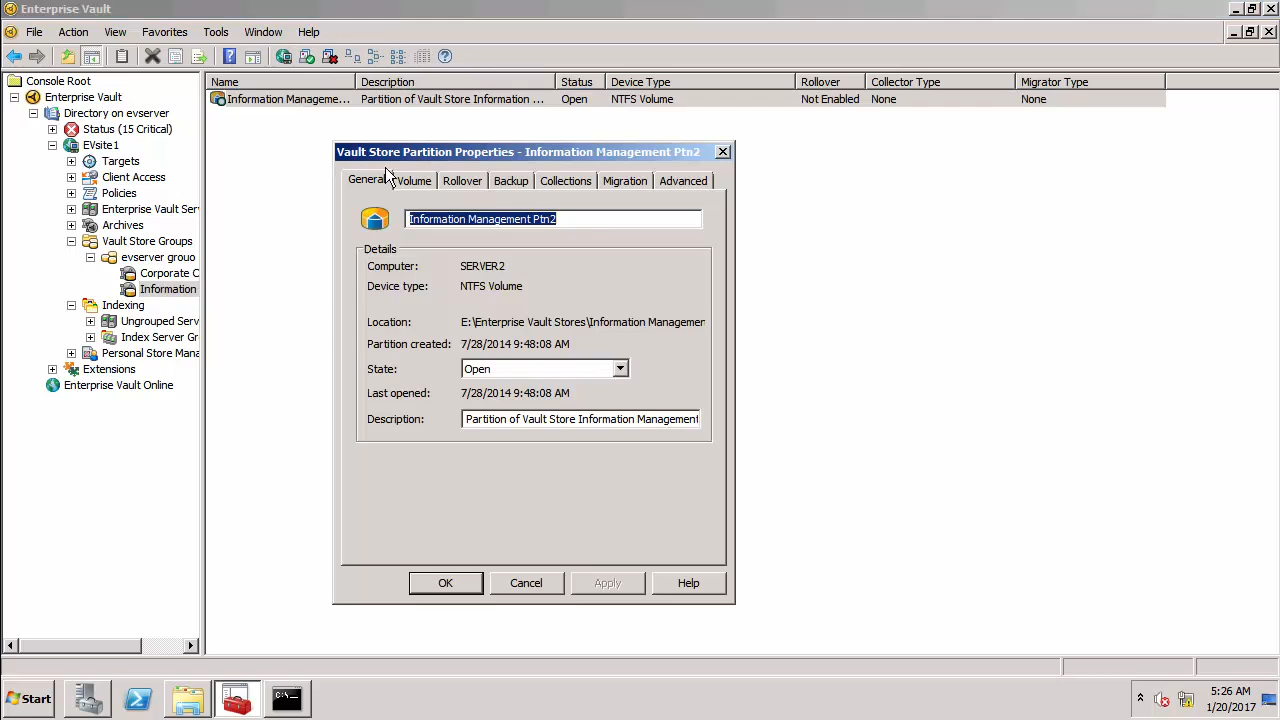 Enterprise Vault
File Action View Favorites Tools Window Help
Console Root
Enterprise Vault
Directory on evserver
Status (15 Critical)
EVsite1
Targets
Client Access
Policies
Enterprise Vault Ser
Archives
Vault Store Groups
evserver grouo
Corporate C
Information
Indexing
Ungrouped Serv
Index Server Gr
Personal Store Mana
Extensions
Enterprise Vault Online
Name Description Status Device Type Rollover Collector Type Migrator Type
Information Manageme... Partition of Vault Store Information ... Open NTFS Volume Not Enabled None None
Vault Store Partition Properties - Information Management Ptn2
General Volume Rollover Backup Collections Migration Advanced
Information Management Ptn2
Details
Computer: SERVER2
Device type: NTFS Volume
Location: E:\Enterprise Vault Stores\Information Managemen
Partition created: 7/28/2014 9:48:08 AM
State: Open
Last opened: 7/28/2014 9:48:08 AM
Description: Partition of Vault Store Information Management
OK Cancel Apply Help
Start
C:\
5:26 AM
1/20/2017